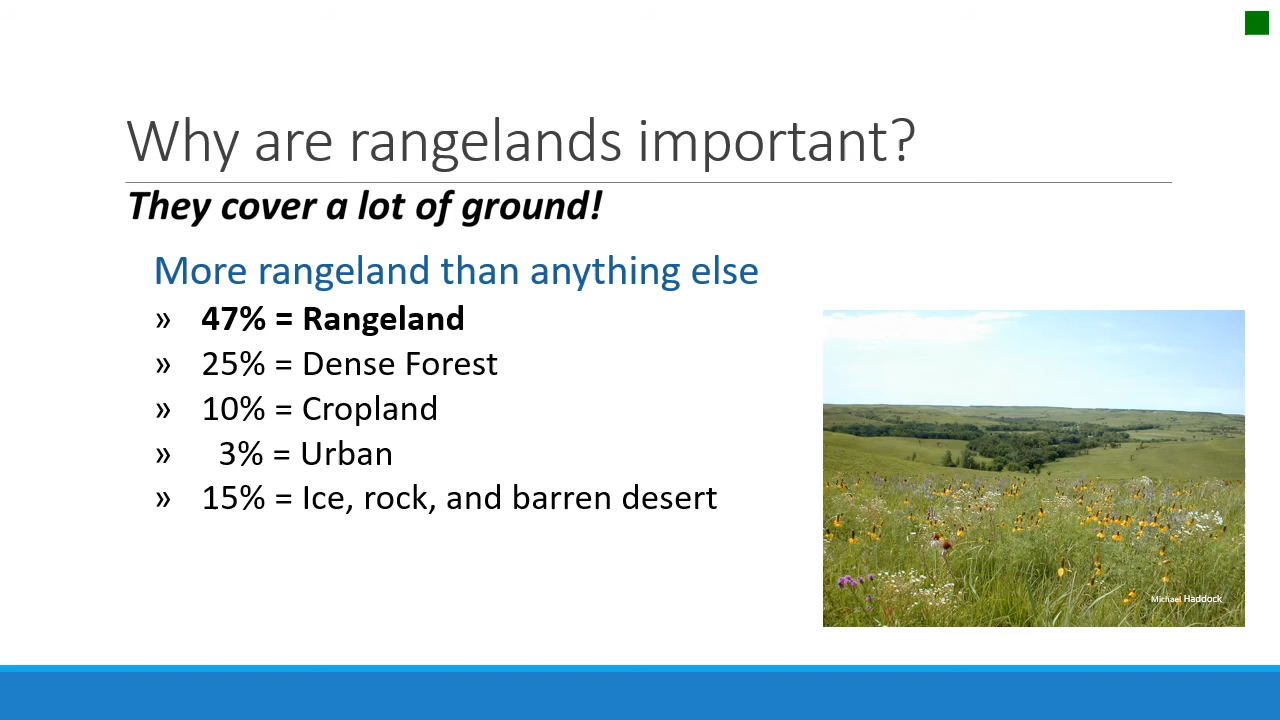 Why are rangelands important?
They cover a lot of ground!
More rangeland than anything else
» 47% = Rangeland
» 25% = Dense Forest
» 10% = Cropland
» 3% = Urban
» 15% = Ice, rock, and barren desert
Michael Haddock